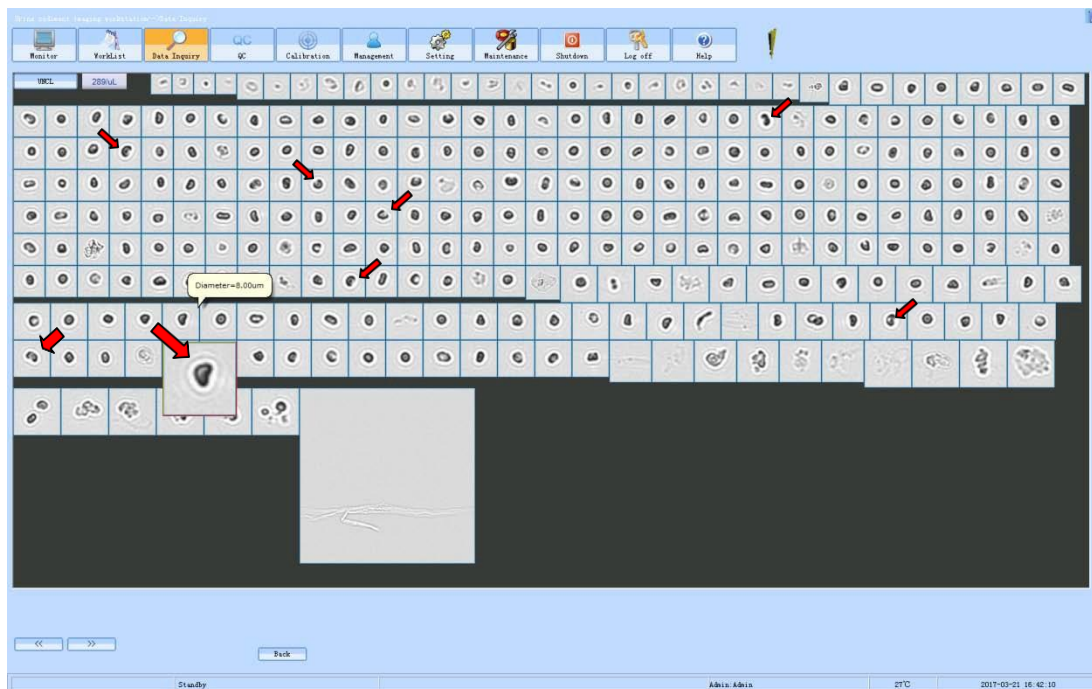 Urine sediment imaging workstation--Data Inquiry
Monitor WorkList Data Inquiry QC Calibration Management Setting Maintenance Shutdown Log off Help
QC
UNCL 289/uL
Diameter=8.00um
<< >>
Back
Standby Admin:Admin 27℃ 2017-03-21 16:42:10